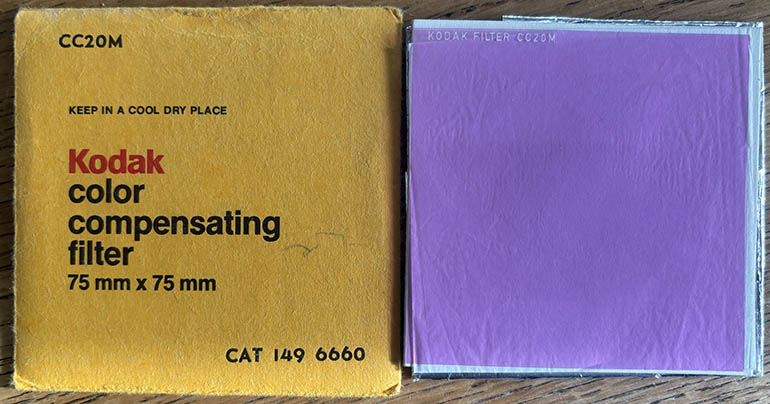 CC20M
KEEP IN A COOL DRY PLACE
Kodak
color
compensating
filter
75 mm x 75 mm
CAT 149 6660
KODAK FILTER CC20M